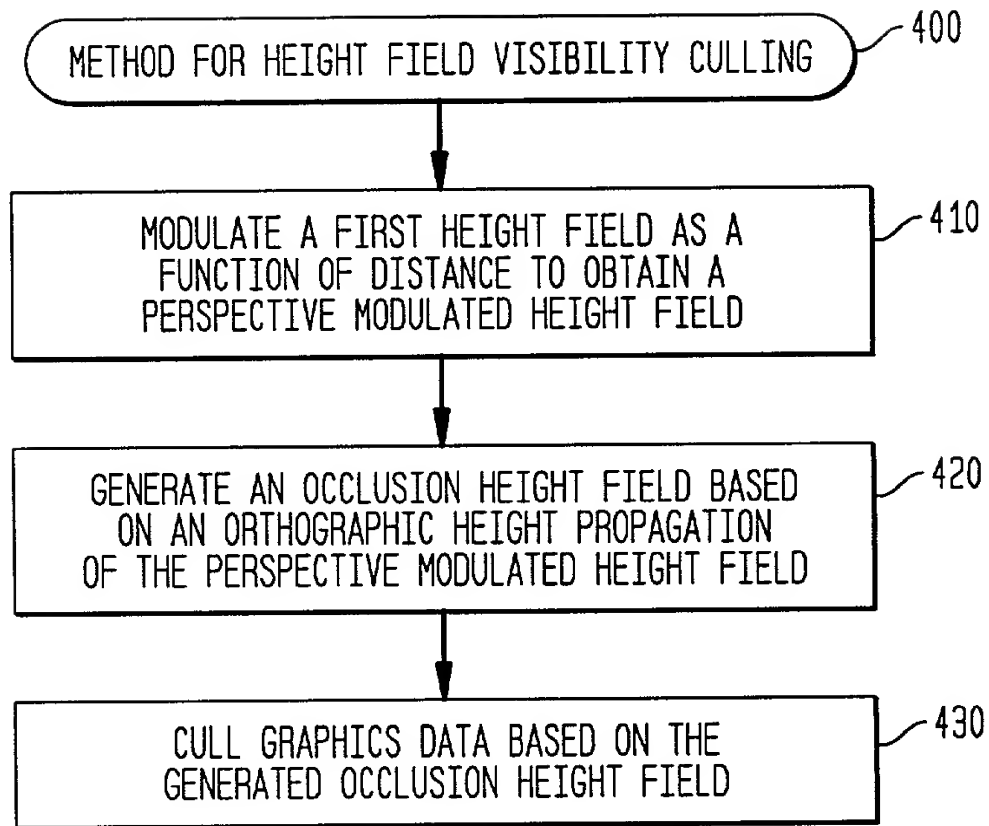 METHOD FOR HEIGHT FIELD VISIBILITY CULLING
400
MODULATE A FIRST HEIGHT FIELD AS A
FUNCTION OF DISTANCE TO OBTAIN A
PERSPECTIVE MODULATED HEIGHT FIELD
410
GENERATE AN OCCLUSION HEIGHT FIELD BASED
ON AN ORTHOGRAPHIC HEIGHT PROPAGATION
OF THE PERSPECTIVE MODULATED HEIGHT FIELD
420
CULL GRAPHICS DATA BASED ON THE
GENERATED OCCLUSION HEIGHT FIELD
430